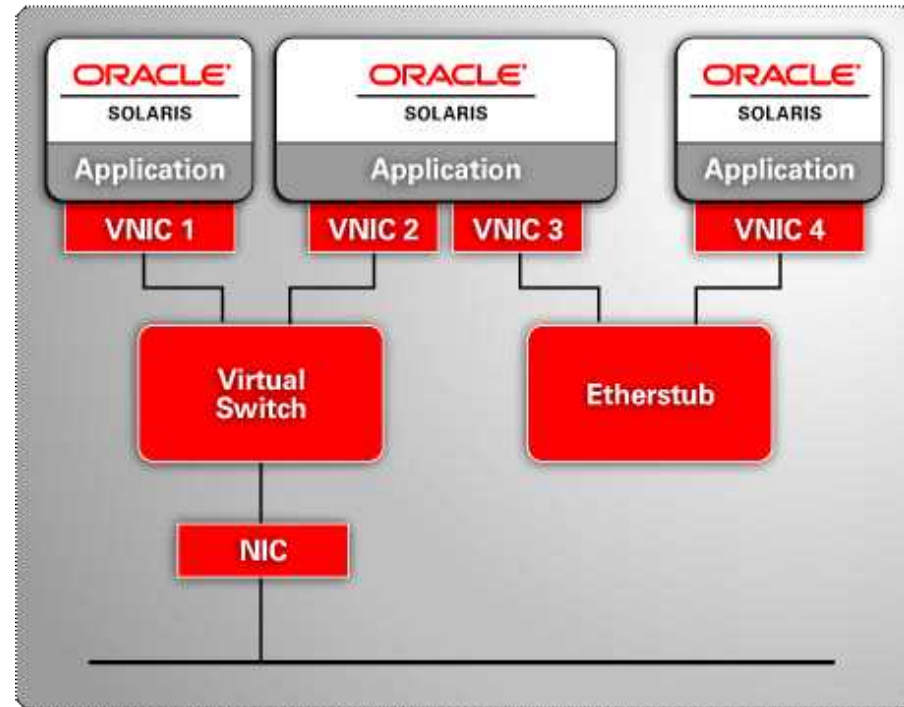 ORACLE' ORACLE' ORACLE'
SOLARIS SOLARIS SOLARIS
Application Application Application
VNIC 1 VNIC 2 VNIC 3 VNIC 4
Virtual
Switch
Etherstub
NIC